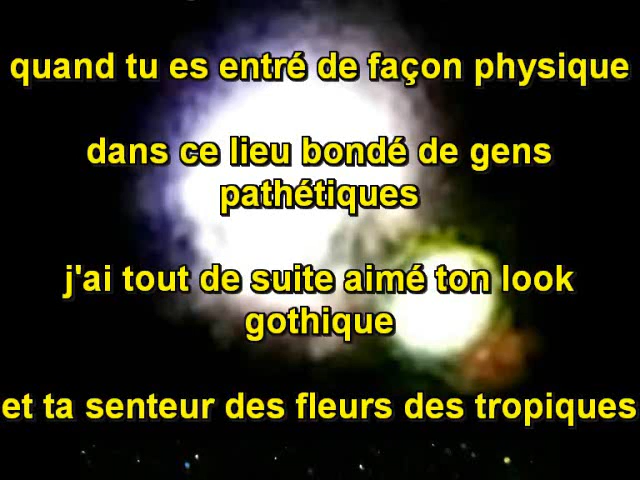 quand tu es entré de façon physique
dans ce lieu bondé de gens
pathétiques
j'ai tout de suite aimé ton look
gothique
et ta senteur des fleurs des tropiques